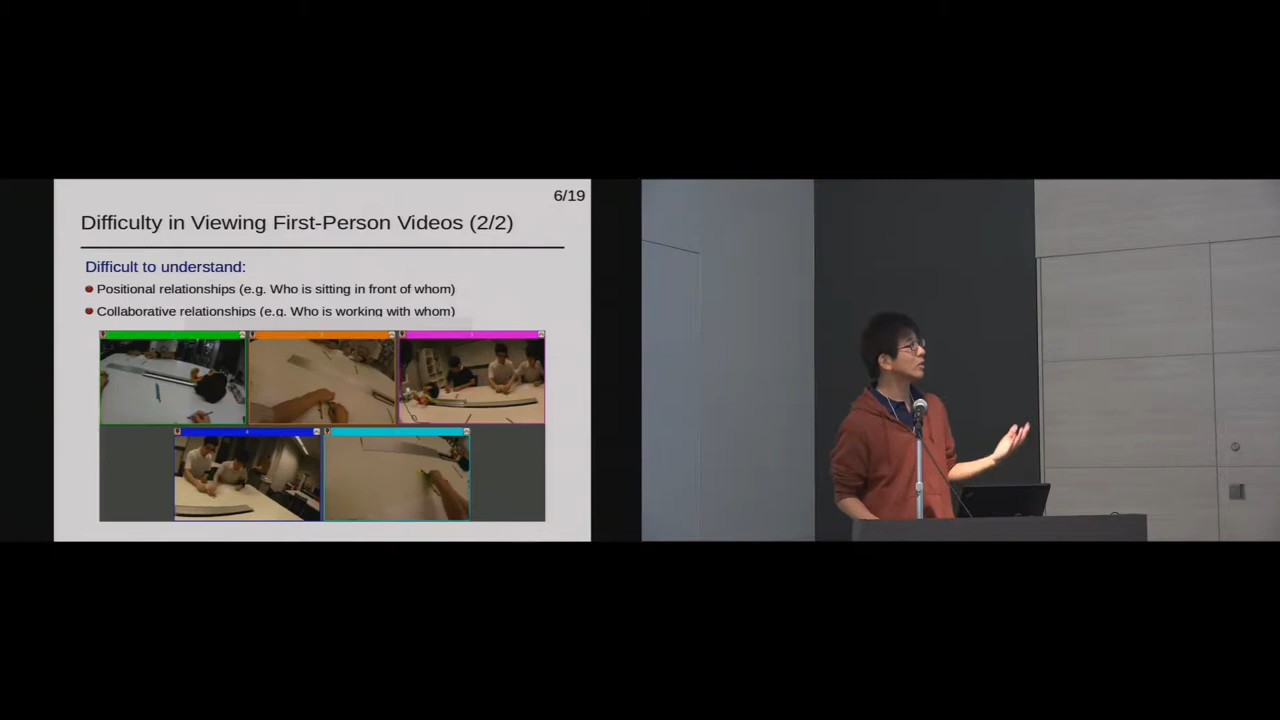 6/19
Difficulty in Viewing First-Person Videos (2/2)
Difficult to understand:
Positional relationships (e.g. Who is sitting in front of whom)
Collaborative relationships (e.g. Who is working with whom)